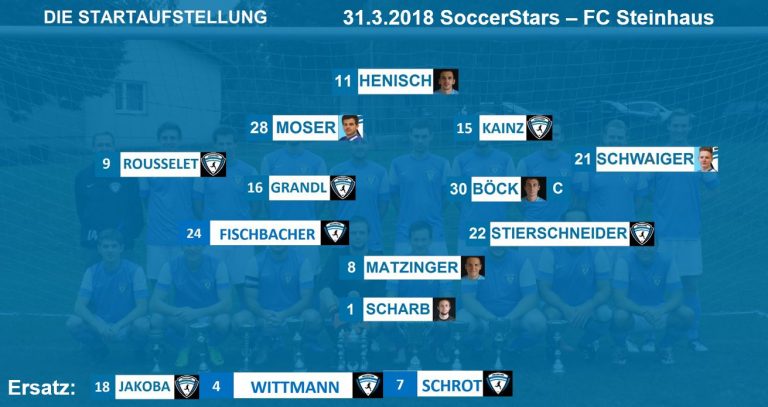 DIE STARTAUFSTELLUNG 31.3.2018 SoccerStars – FC Steinhaus
11 HENISCH
28 MOSER 15 KAINZ
9 ROUSSELET 21 SCHWAIGER
16 GRANDL 30 BÖCK C
24 FISCHBACHER 22 STIERSCHNEIDER
8 MATZINGER
1 SCHARB
Ersatz: 18 JAKOBA 4 WITTMANN 7 SCHROT